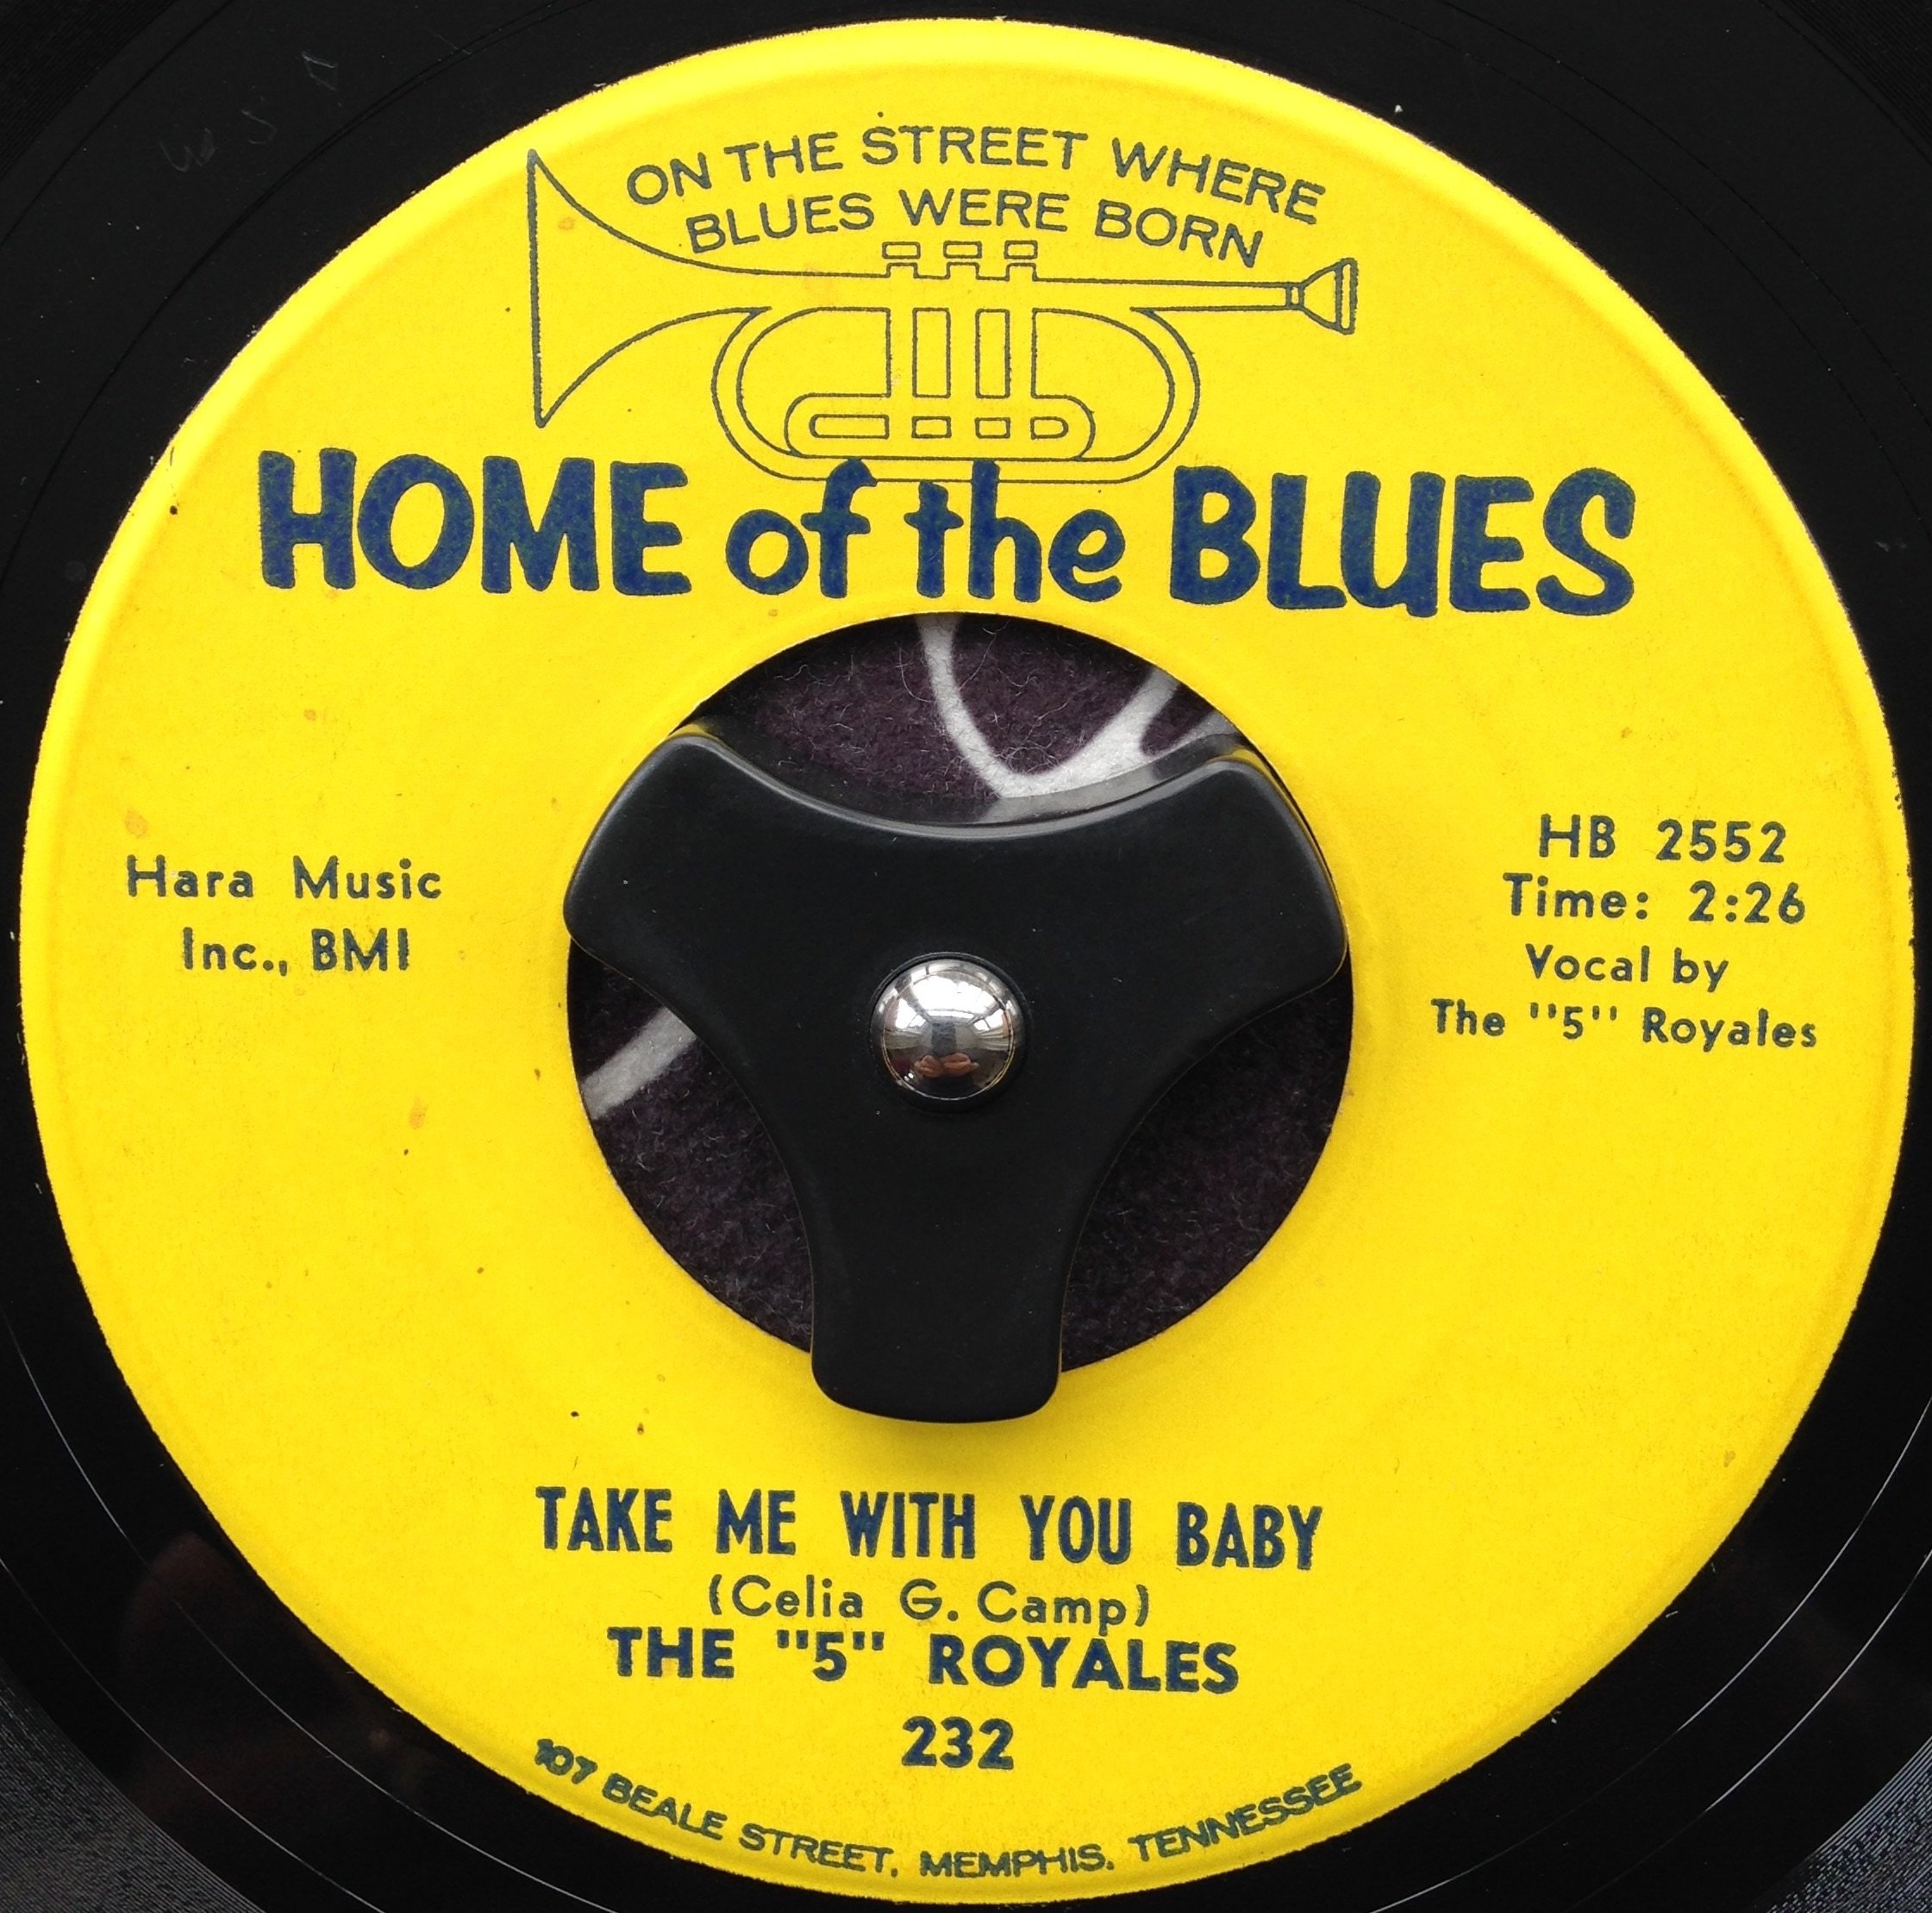 ON THE STREET WHERE
BLUES WERE BORN
HOME of the BLUES
Hara Music
Inc., BMI
HB 2552
Time: 2:26
Vocal by
The "5" Royales
TAKE ME WITH YOU BABY
(Celia G. Camp)
THE "5" ROYALES
232
107 BEALE STREET, MEMPHIS, TENNESSEE